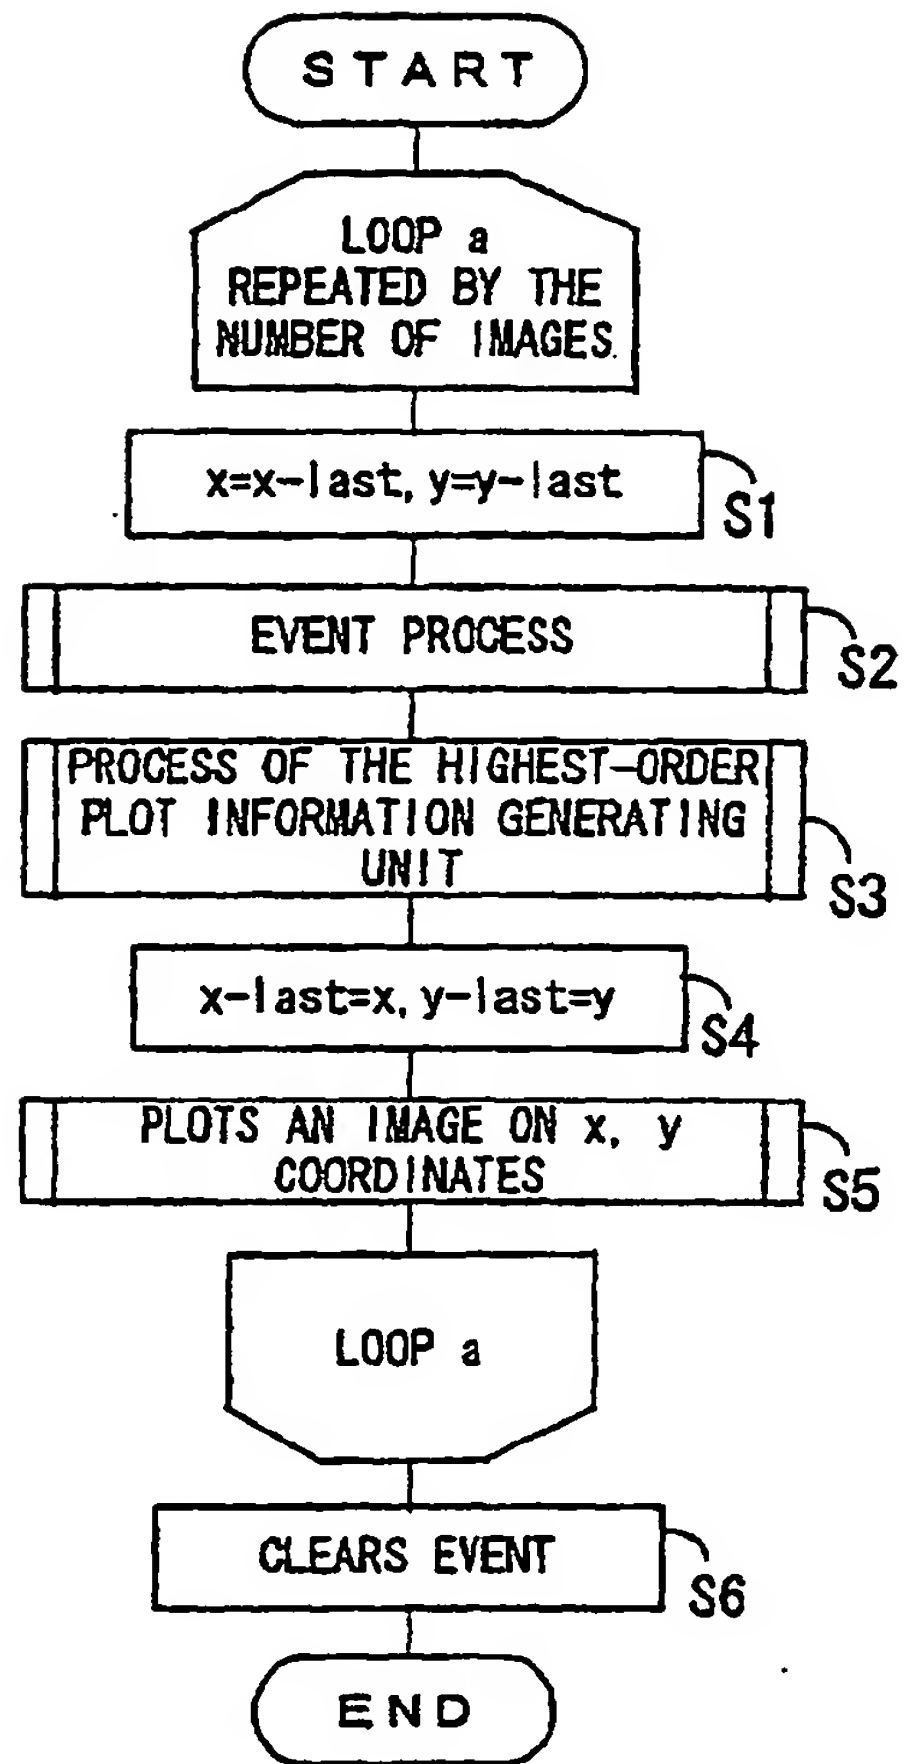 START
LOOP a
REPEATED BY THE
NUMBER OF IMAGES.
x=x-last, y=y-last
S1
EVENT PROCESS
S2
PROCESS OF THE HIGHEST-ORDER
PLOT INFORMATION GENERATING
UNIT
S3
x-last=x, y-last=y
S4
PLOTS AN IMAGE ON x, y
COORDINATES
S5
LOOP a
CLEARS EVENT
S6
END